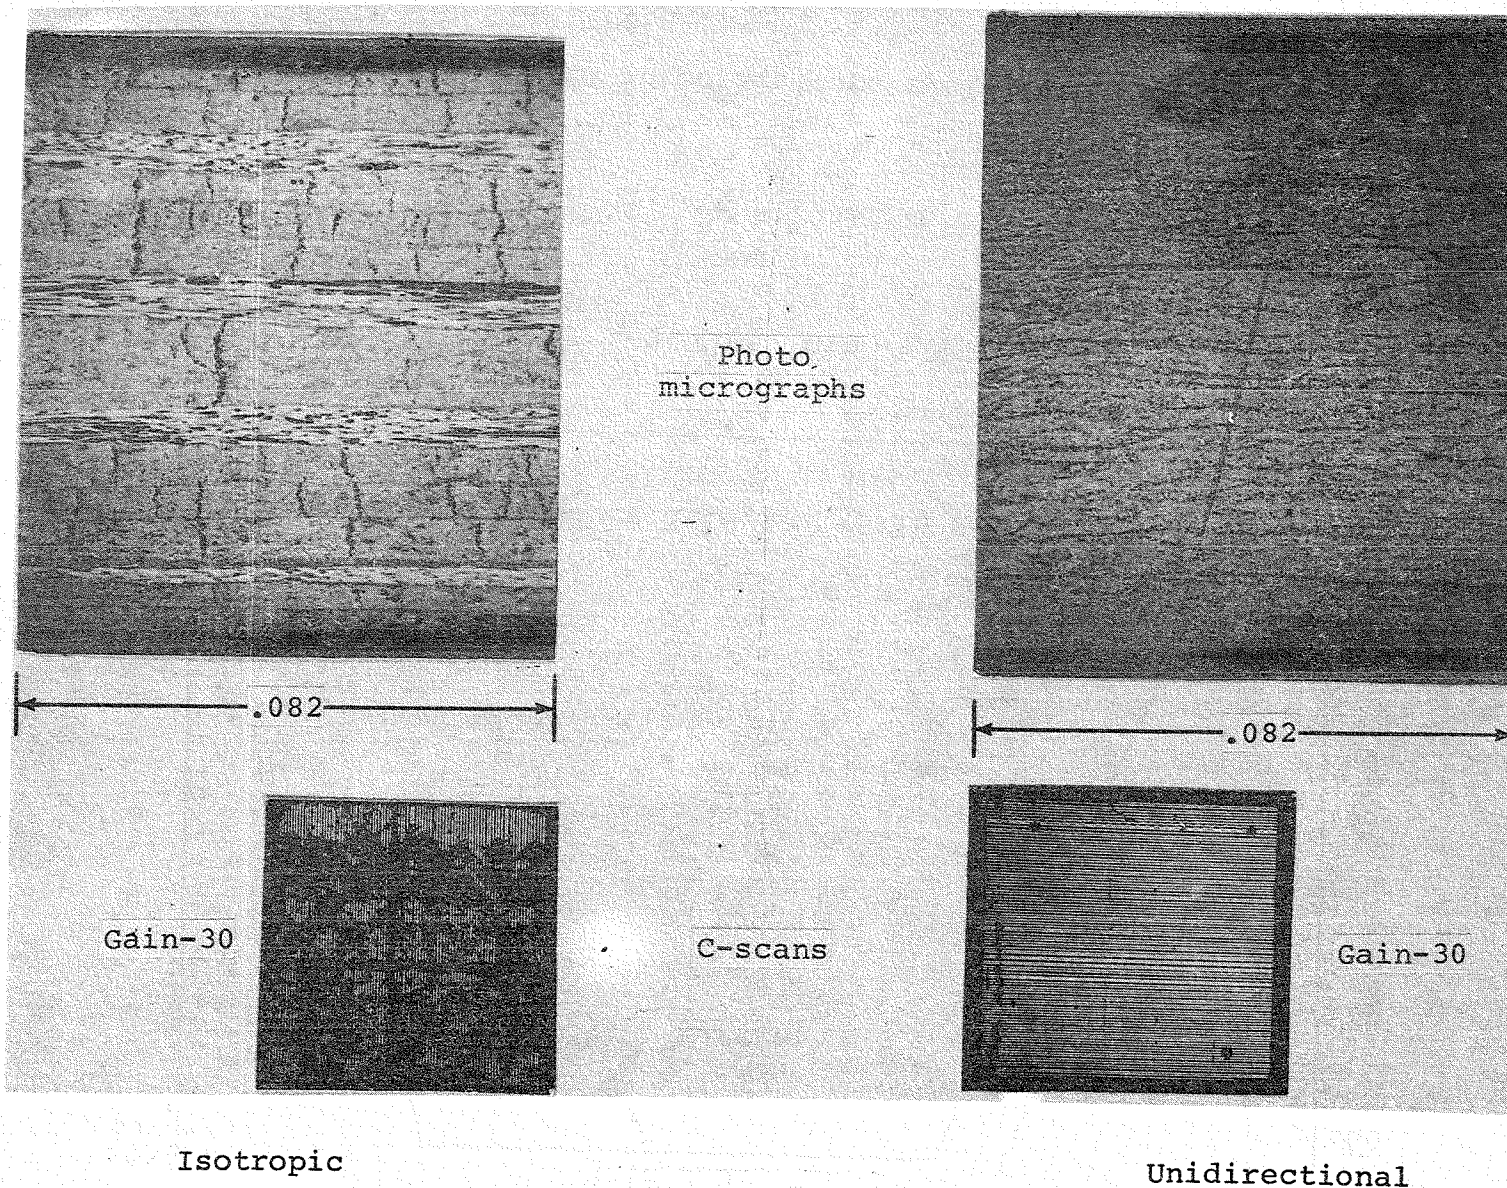 Photo
micrographs
.082
.082
Gain-30
C-scans
Gain-30
Isotropic
Unidirectional